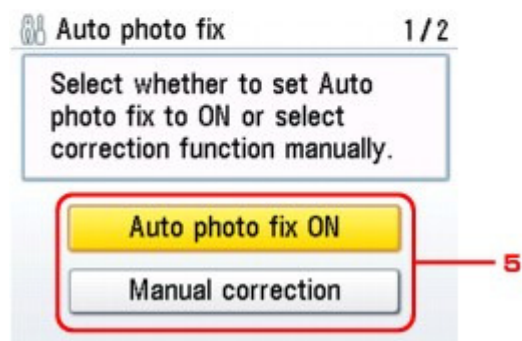 Auto photo fix 1/2
Select whether to set Auto
photo fix to ON or select
correction function manually.
Auto photo fix ON
5
Manual correction